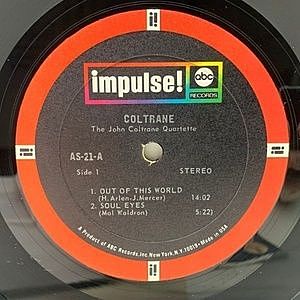 impulse! abc
RECORDS
COLTRANE
The John Coltrane Quartette
AS-21-A
Side 1 STEREO
1. OUT OF THIS WORLD
(H. Arlen-J. Mercer) 14:02
2. SOUL EYES
(Mal Waldron) 5:22)
A Product of ABC Records, Inc. New York, N.Y. 10019 • Made in USA